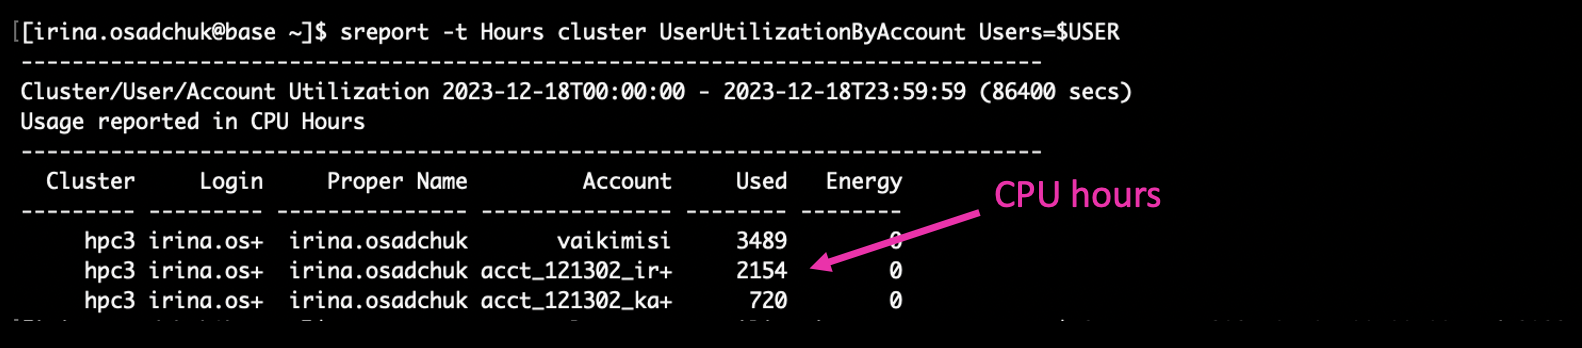 [[irina.osadchuk@base ~]$ sreport -t Hours cluster UserUtilizationByAccount Users=$USER
--------------------------------------------------------------------------------
Cluster/User/Account Utilization 2023-12-18T00:00:00 - 2023-12-18T23:59:59 (86400 secs)
Usage reported in CPU Hours
--------------------------------------------------------------------------------
Cluster Login Proper Name Account Used Energy
--------- --------- --------------- --------------- -------- --------
CPU hours
hpc3 irina.os+ irina.osadchuk vaikimisi 3489 0
hpc3 irina.os+ irina.osadchuk acct_121302_ir+ 2154 0
hpc3 irina.os+ irina.osadchuk acct_121302_ka+ 720 0